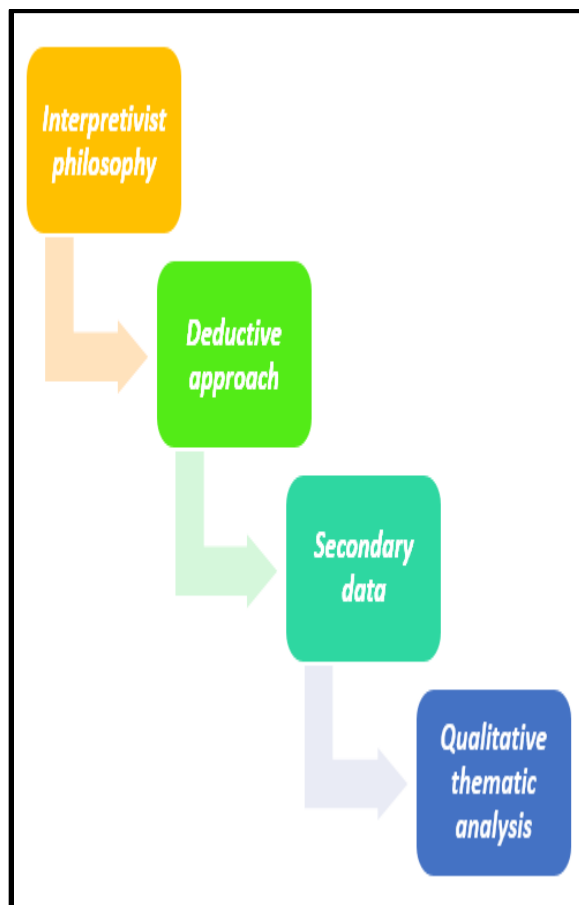 Interpretivist
philosophy
Deductive
approach
Secondary
data
Qualitative
thematic
analysis